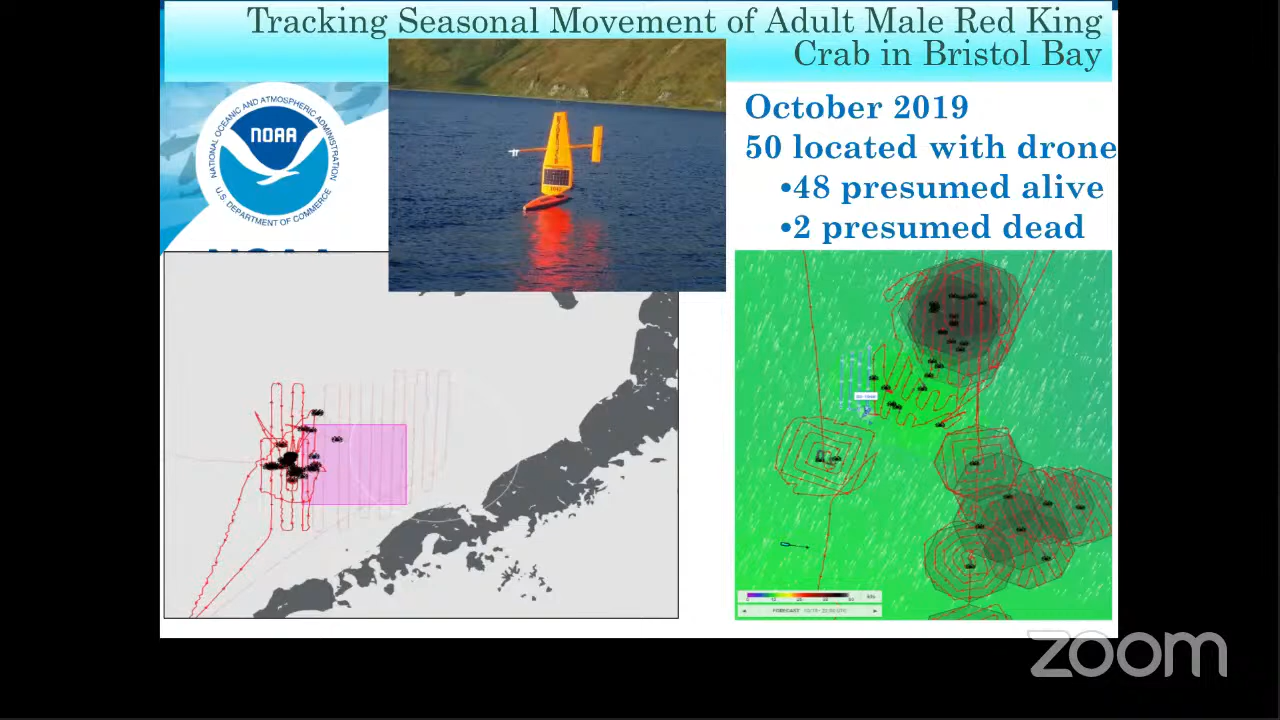 Tracking Seasonal Movement of Adult Male Red King
Crab in Bristol Bay
NATIONAL OCEANIC AND ATMOSPHERIC ADMINISTRATION
NOAA
U.S. DEPARTMENT OF COMMERCE
October 2019
50 located with drone
•48 presumed alive
•2 presumed dead
FORECAST
zoom